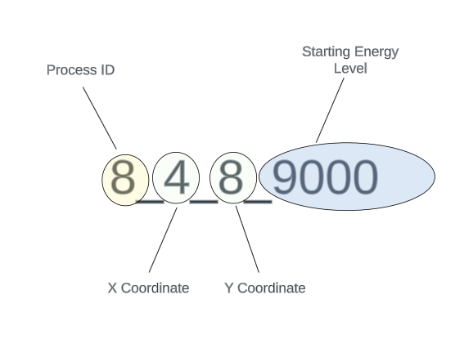 Starting Energy
Level
Process ID
8_4_8_9000
X Coordinate
Y Coordinate